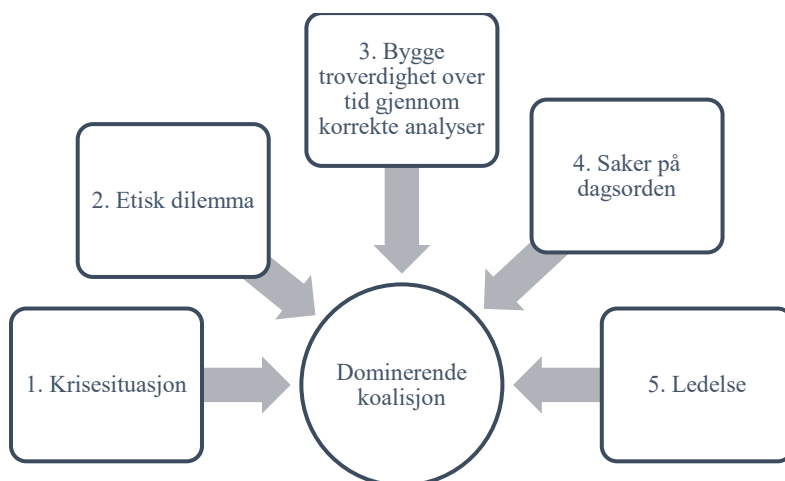 3. Bygge
troverdighet over
tid gjennom
korrekte analyser
2. Etisk dilemma
4. Saker på
dagsorden
1. Krisesituasjon
Dominerende
koalisjon
5. Ledelse